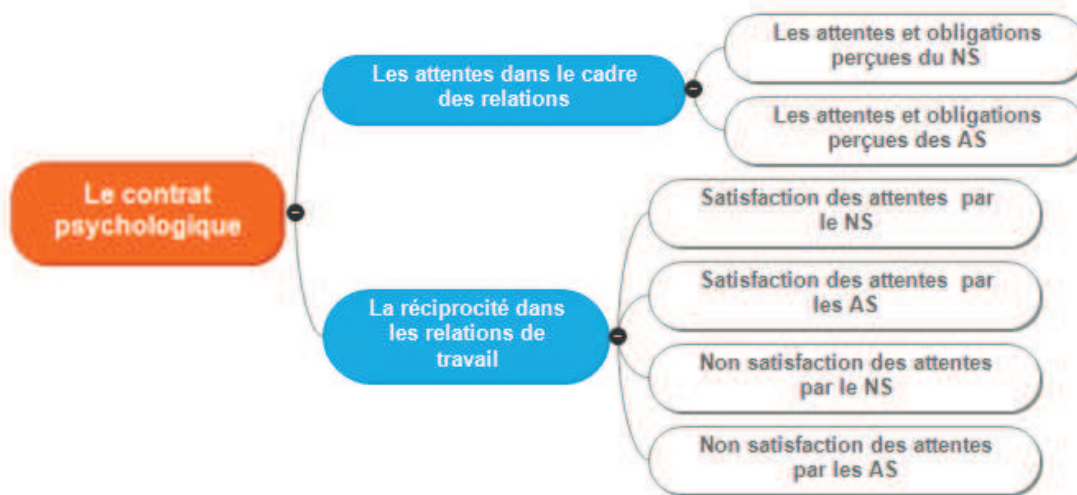 Le contrat
psychologique
Les attentes dans le cadre
des relations
Les attentes et obligations
perçues du NS
Les attentes et obligations
perçues des AS
La réciprocité dans
les relations de
travail
Satisfaction des attentes par
le NS
Satisfaction des attentes par
les AS
Non satisfaction des attentes
par le NS
Non satisfaction des attentes
par les AS